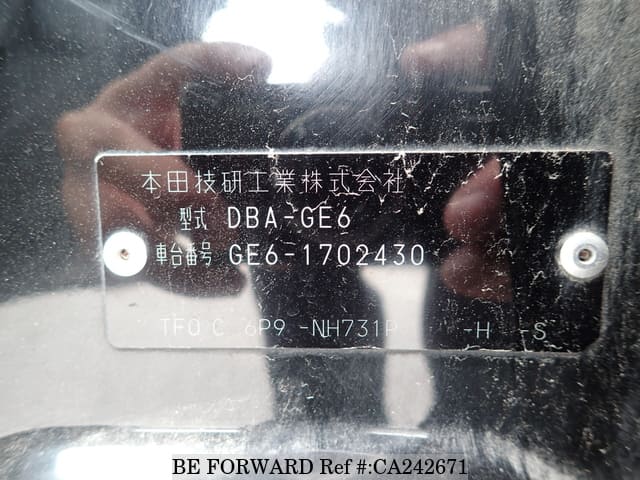 本田技研工業株式会社
型式 DBA-GE6
車台番号 GE6-1702430
TF0 C 6P9 -NH731P -H -S
BE FORWARD Ref #:CA242671